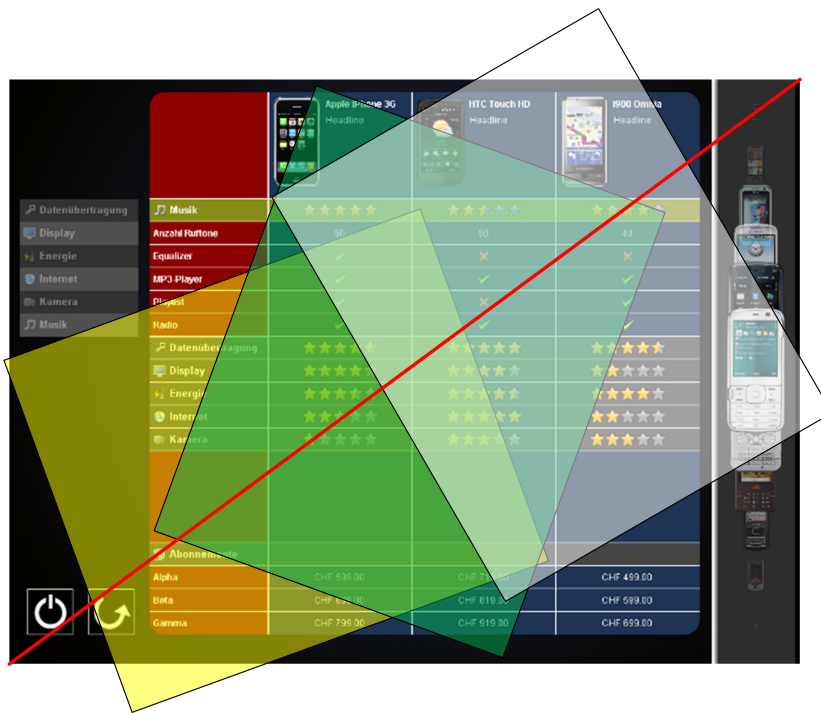 Apple iPhone 3G HTC Touch HD i900 Omnia
Headline Headline Headline
Datenübertragung Musik
Display Anzahl Ruftöne 50 50 40
Energie Equalizer
Internet MP3-Player
Kamera Playlist
Musik Radio
Datenübertragung
Display
Energie
Internet
Kamera
Abonnemente
Alpha CHF 599.00 CHF 499.00
Beta CHF 819.00 CHF 599.00
Gamma CHF 799.00 CHF 919.00 CHF 699.00